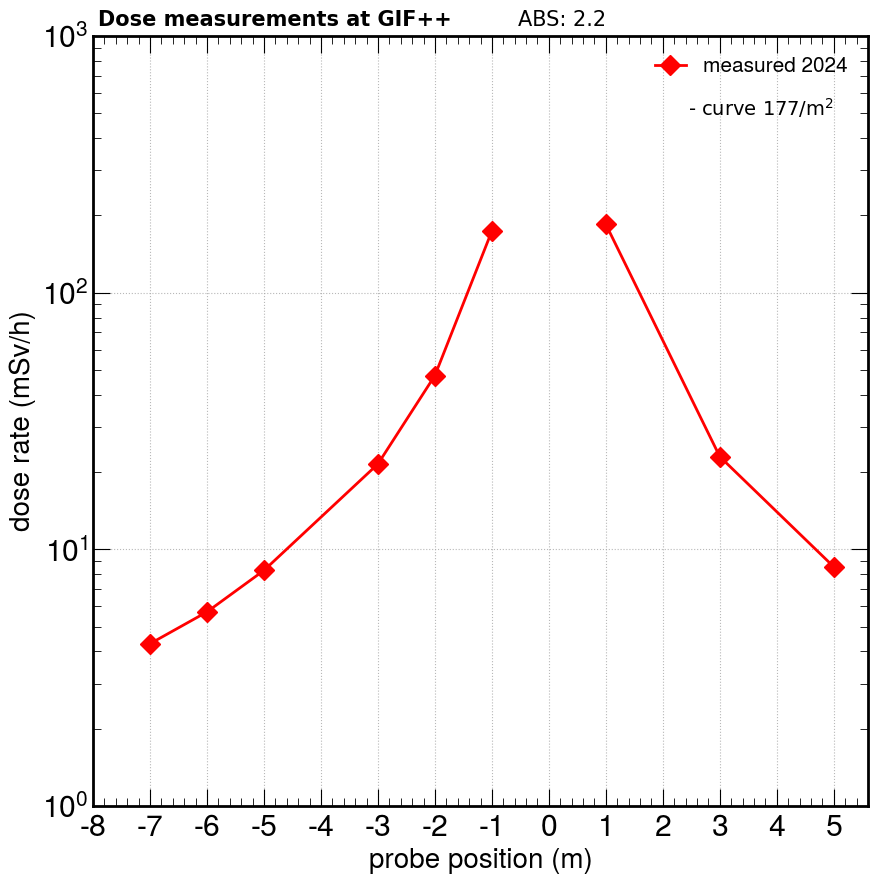 Dose measurements at GIF++ ABS: 2.2
10³
measured 2024
- curve 177/m²
10²
dose rate (mSv/h)
10¹
10⁰
-8 -7 -6 -5 -4 -3 -2 -1 0 1 2 3 4 5
probe position (m)